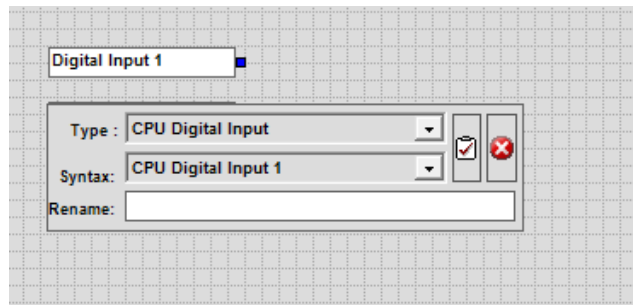 Digital Input 1
Type : CPU Digital Input
Syntax: CPU Digital Input 1
Rename: